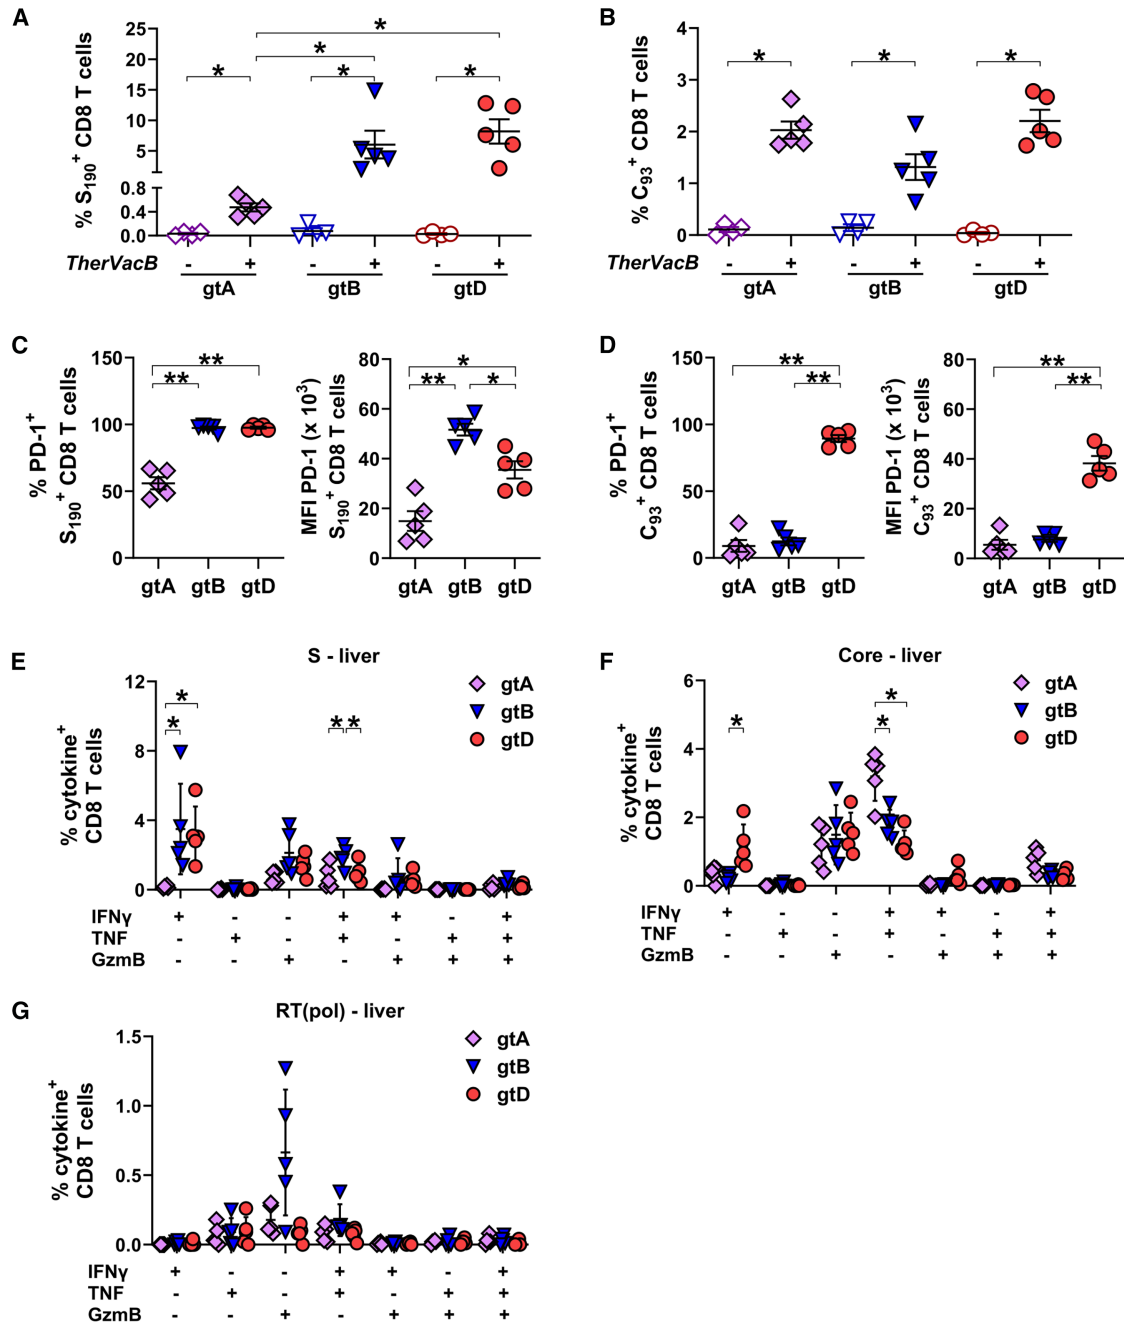 A
% S190+ CD8 T cells
25
20
15
10
5
0.8
0.4
0.0
*
*
*
*
*
TherVacB
- + - + - +
gtA gtB gtD
B
% C93+ CD8 T cells
4
3
2
1
0
* * *
TherVacB
- + - + - +
gtA gtB gtD
C
% PD-1+
S190+ CD8 T cells
150
100
50
0
**
**
gtA gtB gtD
MFI PD-1 (x 103)
S190+ CD8 T cells
80
60
40
20
0
*
** *
gtA gtB gtD
D
% PD-1+
C93+ CD8 T cells
150
100
50
0
**
**
gtA gtB gtD
MFI PD-1 (x 103)
C93+ CD8 T cells
80
60
40
20
0
**
**
gtA gtB gtD
E
S - liver
% cytokine+
CD8 T cells
12
8
4
0
*
*
* *
gtA
gtB
gtD
IFNγ + - - + + - +
TNF - + - + - + +
GzmB - - + - + + +
F
Core - liver
% cytokine+
CD8 T cells
6
4
2
0
*
*
*
gtA
gtB
gtD
IFNγ + - - + + - +
TNF - + - + - + +
GzmB - - + - + + +
G
RT(pol) - liver
% cytokine+
CD8 T cells
1.5
1.0
0.5
0.0
gtA
gtB
gtD
IFNγ + - - + + - +
TNF - + - + - + +
GzmB - - + - + + +